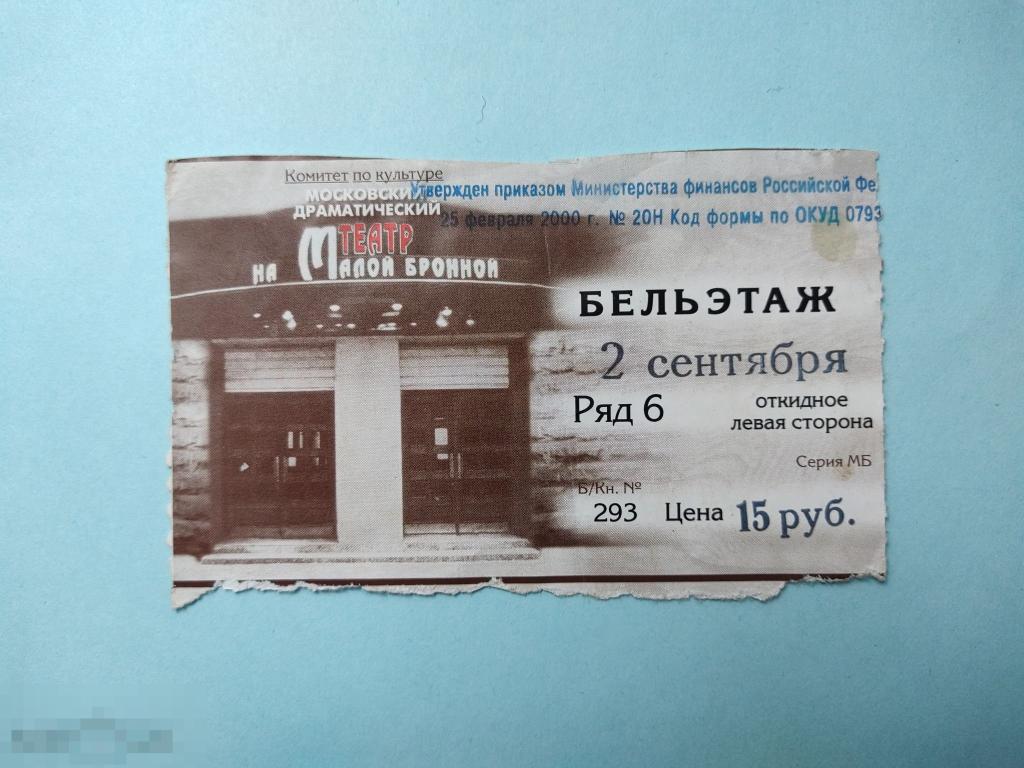 Комитет по культуре
Утвержден приказом Министерства финансов Российской Фе
25 февраля 2000 г. № 20Н Код формы по ОКУД 0793
МОСКОВСКИЙ
ДРАМАТИЧЕСКИЙ
ТЕАТР
НА МАЛОЙ БРОННОЙ
БЕЛЬЭТАЖ
2 сентября
Ряд 6
откидное
левая сторона
Серия МБ
Б/Кн. №
293 Цена 15 руб.